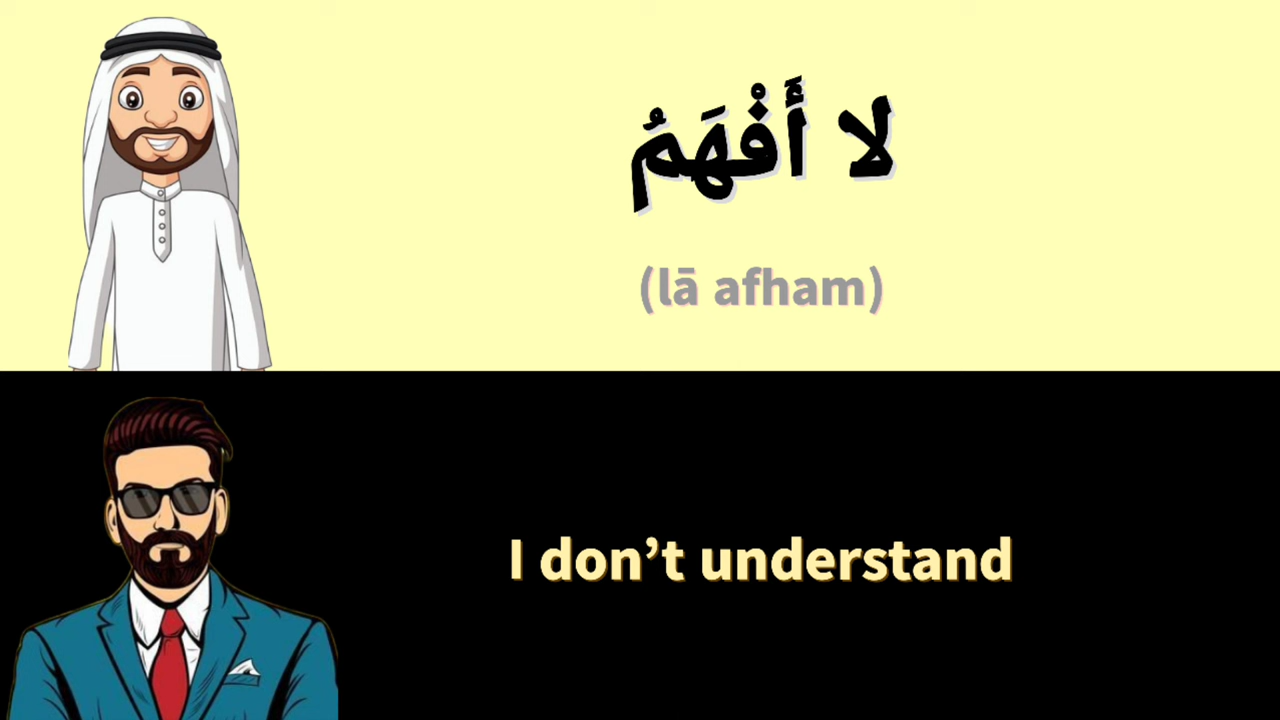 لا أَفْهَمُ
(lā afham)
I don’t understand